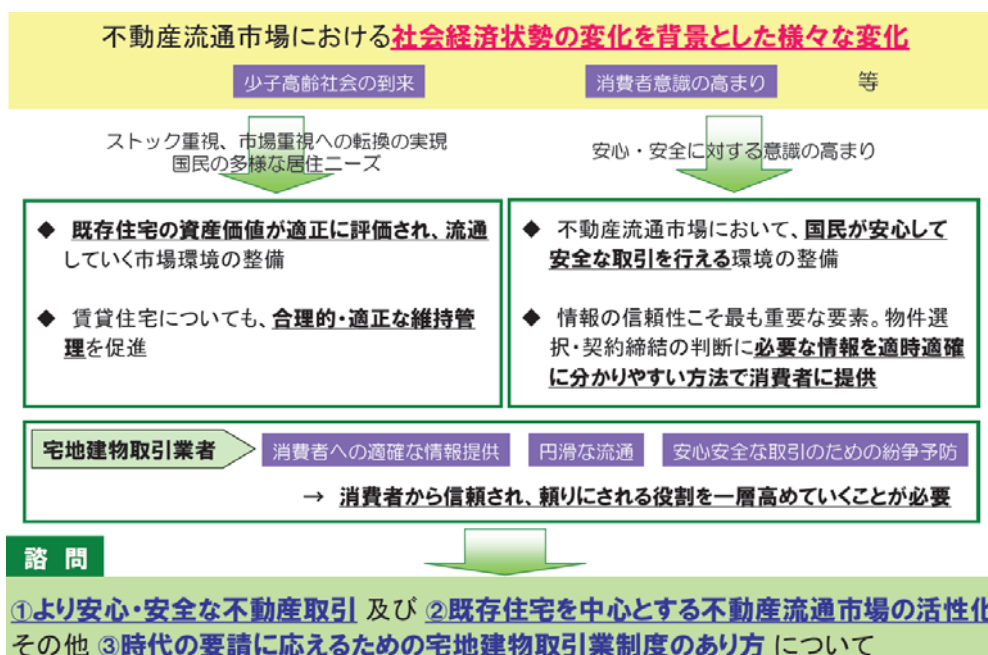 不動産流通市場における社会経済状勢の変化を背景とした様々な変化
少子高齢社会の到来
消費者意識の高まり
等
ストック重視、市場重視への転換の実現
国民の多様な居住ニーズ
安心・安全に対する意識の高まり
◆ 既存住宅の資産価値が適正に評価され、流通
していく市場環境の整備
◆ 賃貸住宅についても、合理的・適正な維持管
理を促進
◆ 不動産流通市場において、国民が安心して
安全な取引を行える環境の整備
◆ 情報の信頼性こそ最も重要な要素。物件選
択・契約締結の判断に必要な情報を適時適確
に分かりやすい方法で消費者に提供
宅地建物取引業者
消費者への適確な情報提供
円滑な流通
安心安全な取引のための紛争予防
→ 消費者から信頼され、頼りにされる役割を一層高めていくことが必要
諮 問
①より安心・安全な不動産取引 及び ②既存住宅を中心とする不動産流通市場の活性化
その他 ③時代の要請に応えるための宅地建物取引業制度のあり方 について